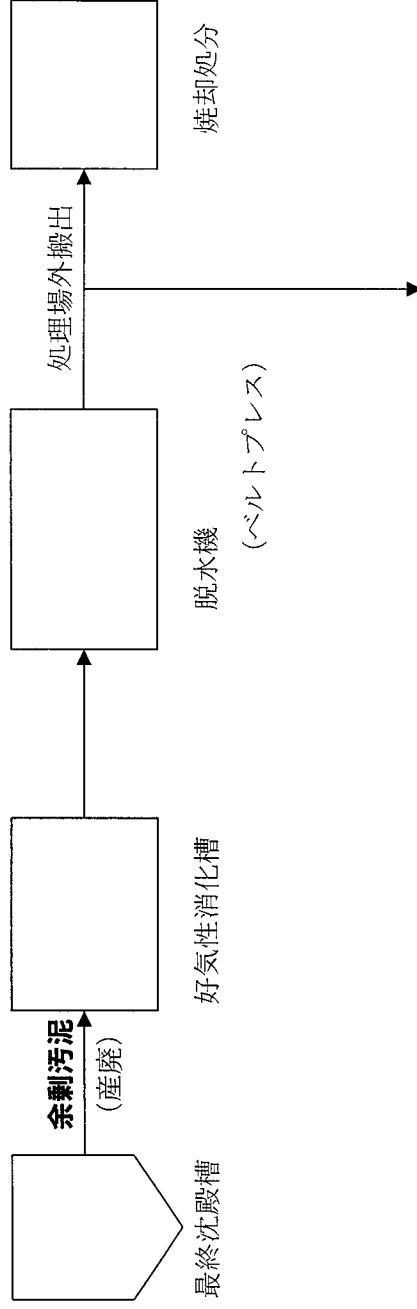 最終沈殿槽
余剰汚泥
(産廃)
好気性消化槽
脱水機
(ベルトプレス)
処理場外搬出
焼却処分